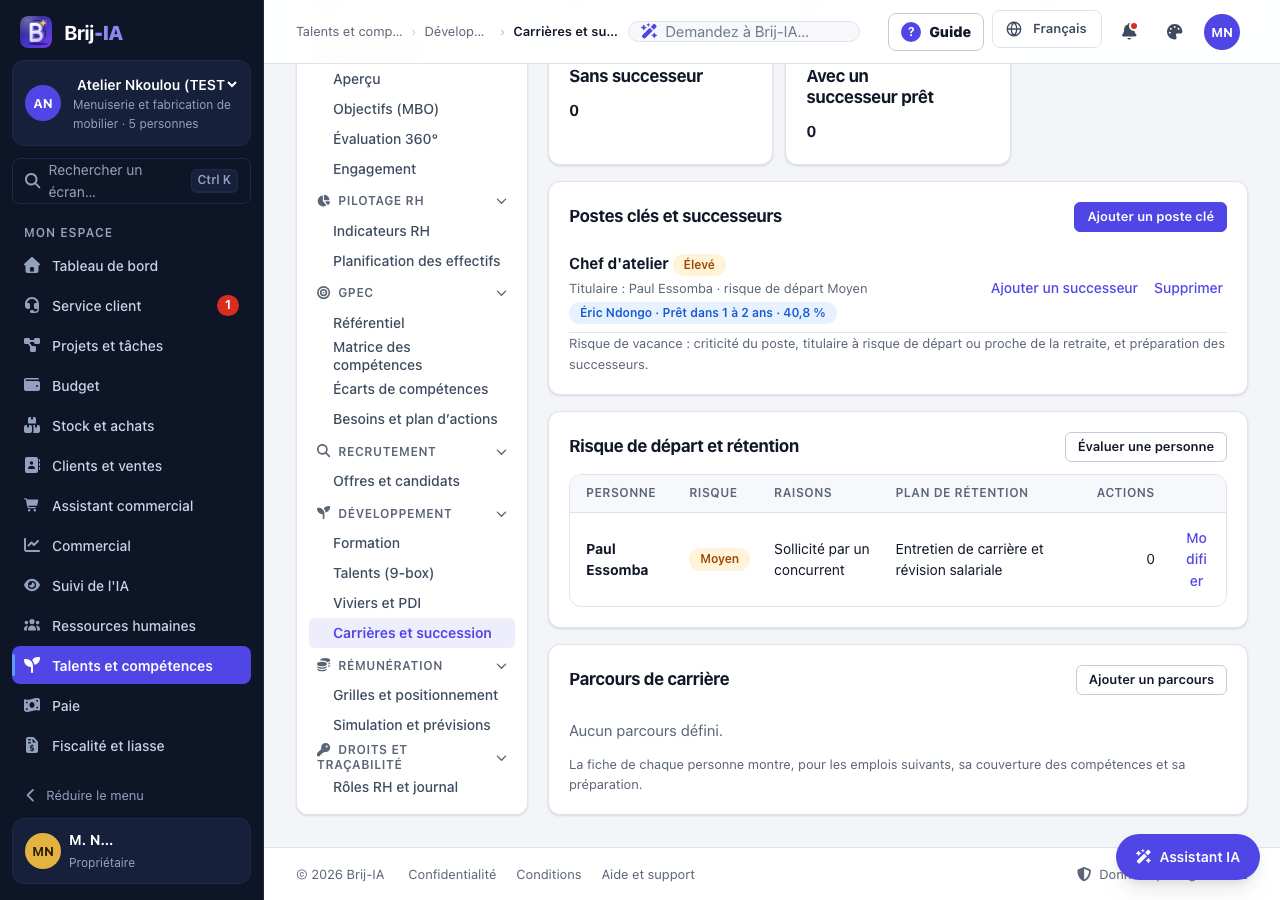 Brij-IA
AN
Atelier Nkoulou (TEST
Menuiserie et fabrication de
mobilier · 5 personnes
Rechercher un
écran...
Ctrl K
MON ESPACE
Tableau de bord
Service client
1
Projets et tâches
Budget
Stock et achats
Clients et ventes
Assistant commercial
Commercial
Suivi de l'IA
Ressources humaines
Talents et compétences
Paie
Fiscalité et liasse
Réduire le menu
MN
M. N...
Propriétaire
Talents et comp... › Dévelop... › Carrières et su...
Demandez à Brij-IA...
? Guide
Français
MN
Aperçu
Objectifs (MBO)
Évaluation 360°
Engagement
PILOTAGE RH
Indicateurs RH
Planification des effectifs
GPEC
Référentiel
Matrice des
compétences
Écarts de compétences
Besoins et plan d’actions
RECRUTEMENT
Offres et candidats
DÉVELOPPEMENT
Formation
Talents (9-box)
Viviers et PDI
Carrières et succession
RÉMUNÉRATION
Grilles et positionnement
Simulation et prévisions
DROITS ET
TRAÇABILITÉ
Rôles RH et journal
Sans successeur
0
Avec un
successeur prêt
0
Postes clés et successeurs
Ajouter un poste clé
Chef d'atelier Élevé
Titulaire : Paul Essomba · risque de départ Moyen
Éric Ndongo · Prêt dans 1 à 2 ans · 40,8 %
Ajouter un successeur Supprimer
Risque de vacance : criticité du poste, titulaire à risque de départ ou proche de la retraite, et préparation des
successeurs.
Risque de départ et rétention
Évaluer une personne
PERSONNE RISQUE RAISONS PLAN DE RÉTENTION ACTIONS
Paul
Essomba
Moyen
Sollicité par un
concurrent
Entretien de carrière et
révision salariale
0
Mo
difi
er
Parcours de carrière
Ajouter un parcours
Aucun parcours défini.
La fiche de chaque personne montre, pour les emplois suivants, sa couverture des compétences et sa
préparation.
© 2026 Brij-IA Confidentialité Conditions Aide et support
Assistant IA